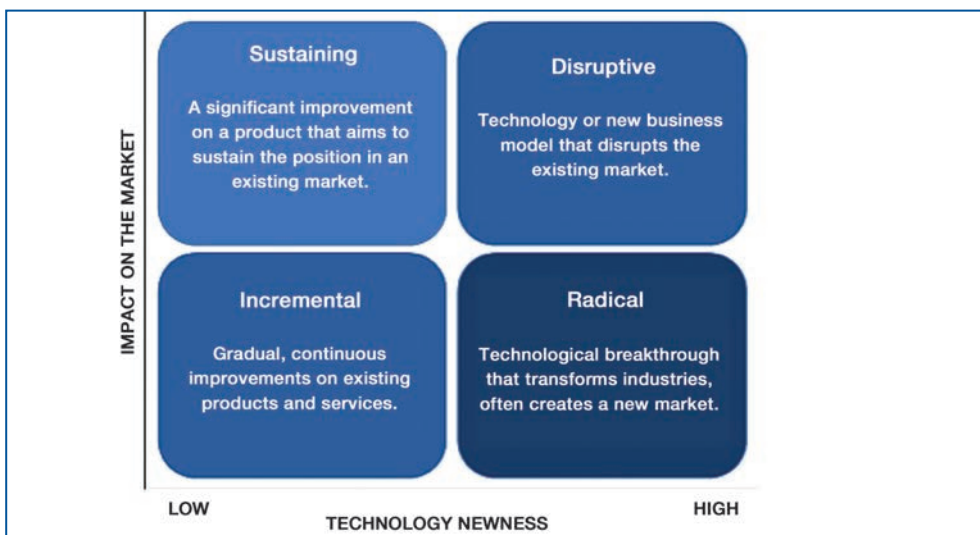 IMPACT ON THE MARKET
Sustaining
A significant improvement
on a product that aims to
sustain the position in an
existing market.
Disruptive
Technology or new business
model that disrupts the
existing market.
Incremental
Gradual, continuous
improvements on existing
products and services.
Radical
Technological breakthrough
that transforms industries,
often creates a new market.
LOW
HIGH
TECHNOLOGY NEWNESS